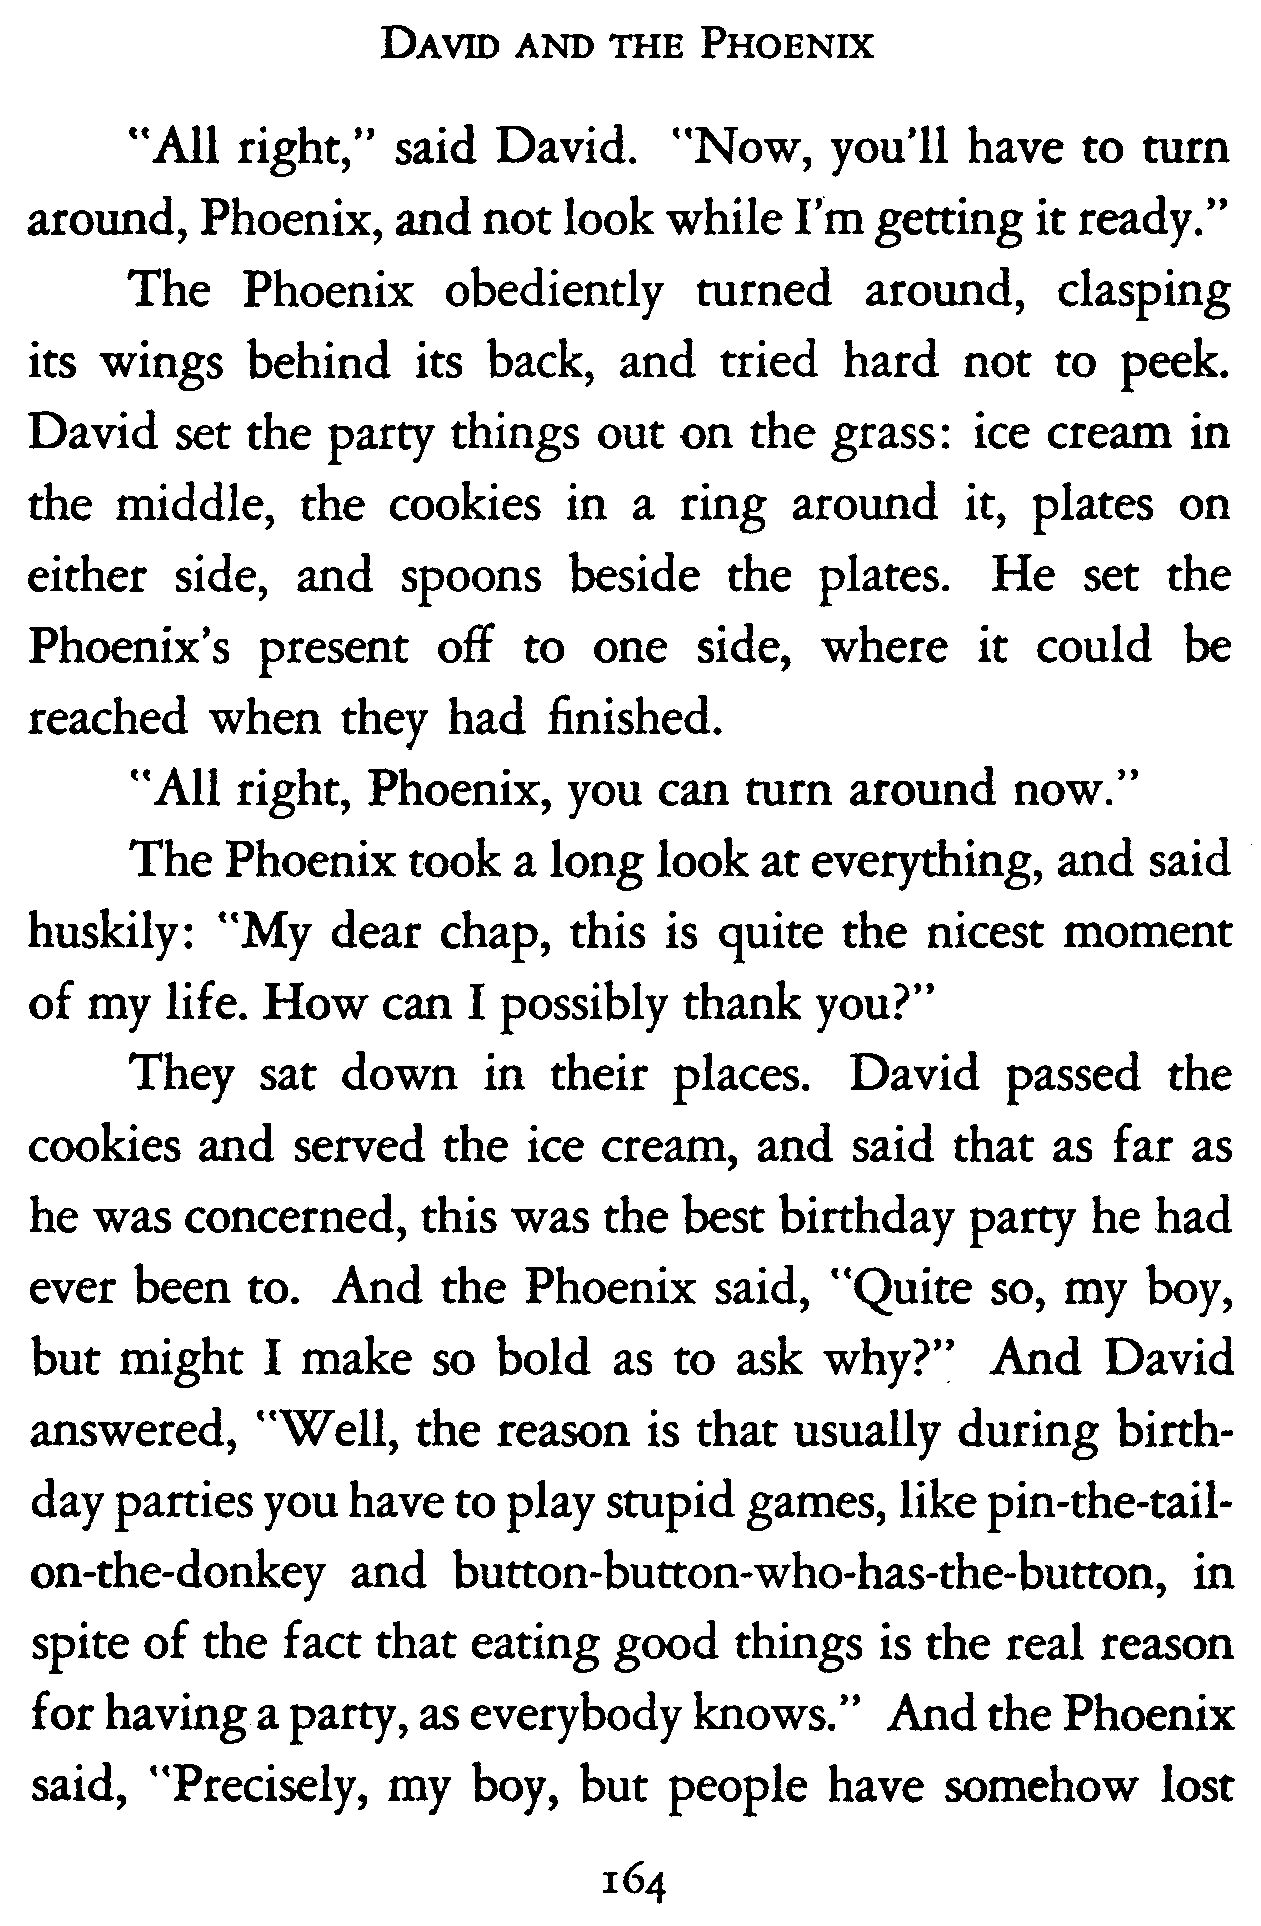 DAVID AND THE PHOENIX
"All right," said David. "Now, you'll have to turn
around, Phoenix, and not look while I'm getting it ready."
The Phoenix obediently turned around, clasping
its wings behind its back, and tried hard not to peek.
David set the party things out on the grass: ice cream in
the middle, the cookies in a ring around it, plates on
either side, and spoons beside the plates. He set the
Phoenix's present off to one side, where it could be
reached when they had finished.
"All right, Phoenix, you can turn around now."
The Phoenix took a long look at everything, and said
huskily: "My dear chap, this is quite the nicest moment
of my life. How can I possibly thank you?"
They sat down in their places. David passed the
cookies and served the ice cream, and said that as far as
he was concerned, this was the best birthday party he had
ever been to. And the Phoenix said, "Quite so, my boy,
but might I make so bold as to ask why?" And David
answered, "Well, the reason is that usually during birth-
day parties you have to play stupid games, like pin-the-tail-
on-the-donkey and button-button-who-has-the-button, in
spite of the fact that eating good things is the real reason
for having a party, as everybody knows." And the Phoenix
said, "Precisely, my boy, but people have somehow lost
164